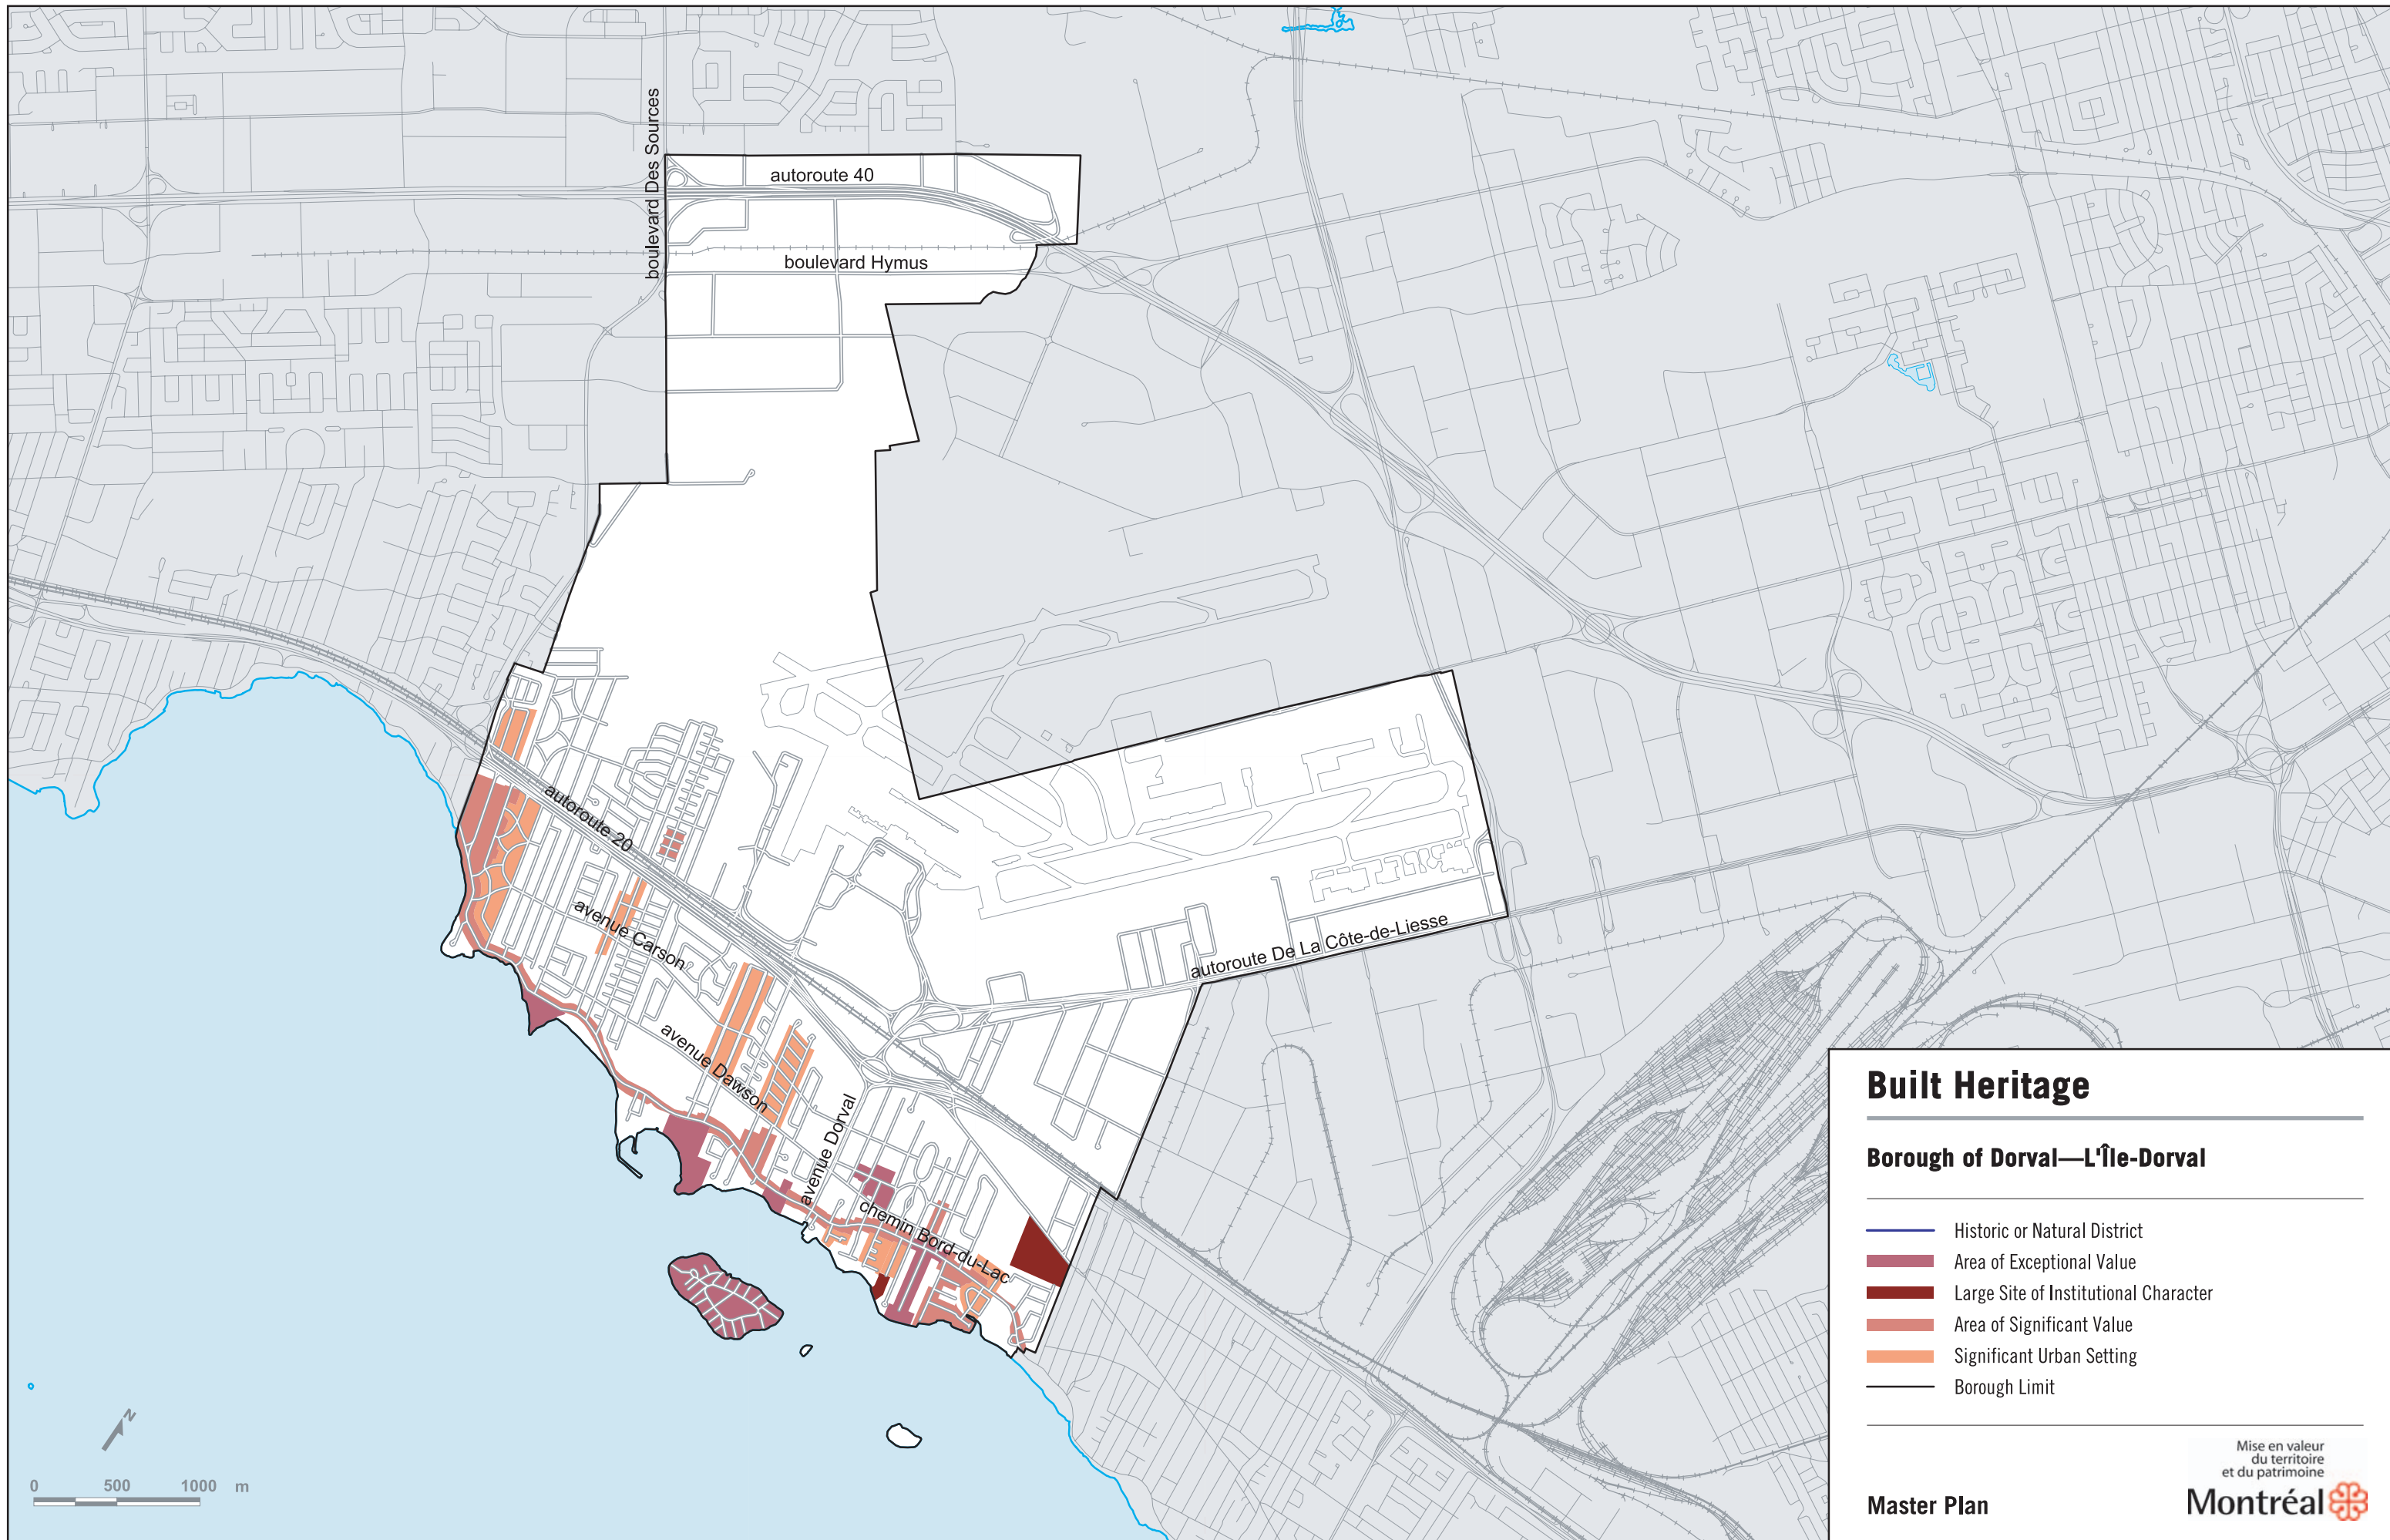 boulevard Des Sources
autoroute 40
boulevard Hymus
autoroute 20
avenue Carson
autoroute De La Côte-de-Liesse
avenue Dawson
avenue Dorval
chemin Bord-du-Lac
N
0 500 1000 m
Built Heritage
Borough of Dorval—L'Île-Dorval
Historic or Natural District
Area of Exceptional Value
Large Site of Institutional Character
Area of Significant Value
Significant Urban Setting
Borough Limit
Master Plan
Mise en valeur
du territoire
et du patrimoine
Montréal